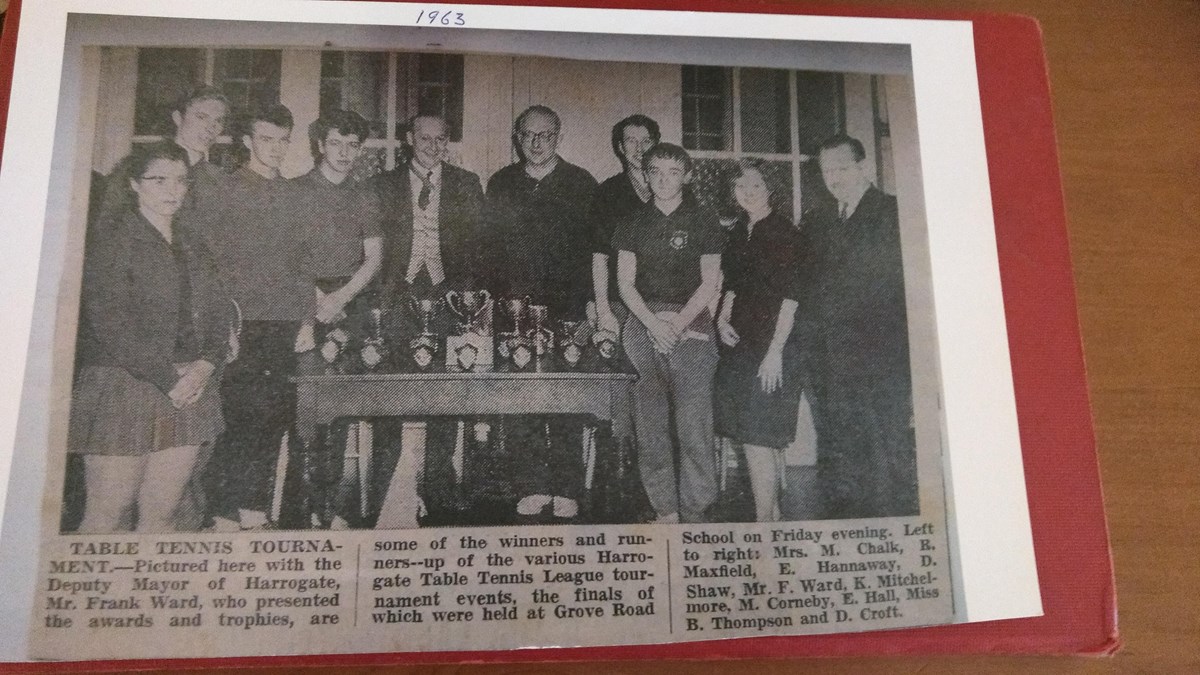 1963
TABLE TENNIS TOURNA-
MENT.—Pictured here with the
Deputy Mayor of Harrogate,
Mr. Frank Ward, who presented
the awards and trophies, are
some of the winners and run-
ners--up of the various Harro-
gate Table Tennis League tour-
nament events, the finals of
which were held at Grove Road
School on Friday evening. Left
to right: Mrs. M. Chalk, B.
Maxfield, E. Hannaway, D.
Shaw, Mr. F. Ward, K. Mitchel-
more, M. Corneby, E. Hall, Miss
B. Thompson and D. Croft.